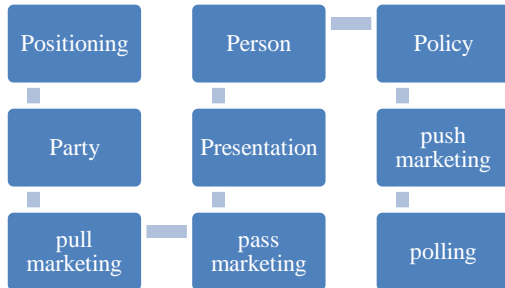 Positioning
Person
Policy
Party
Presentation
push
marketing
pull
marketing
pass
marketing
polling